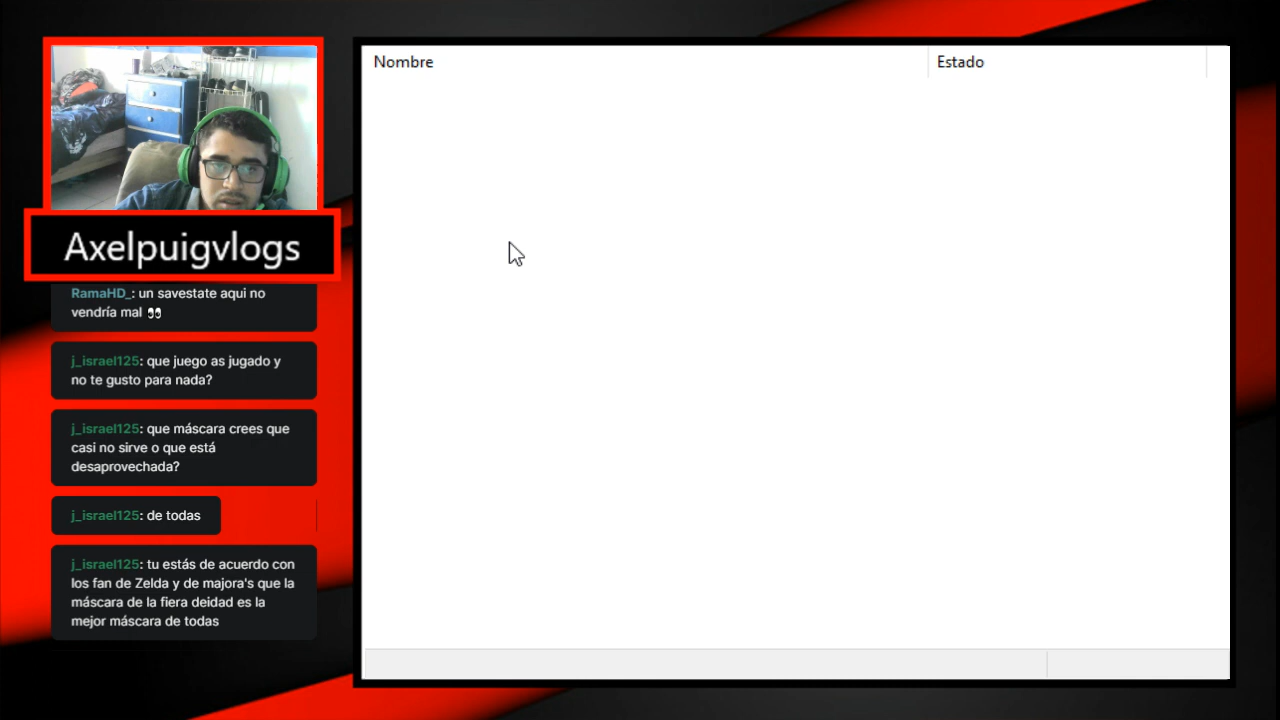 Nombre
Estado
Axelpuigvlogs
RamaHD_: un savestate aqui no
vendría mal 👀
j_israel125: que juego as jugado y
no te gusto para nada?
j_israel125: que máscara crees que
casi no sirve o que está
desaprovechada?
j_israel125: de todas
j_israel125: tu estás de acuerdo con
los fan de Zelda y de majora's que la
máscara de la fiera deidad es la
mejor máscara de todas